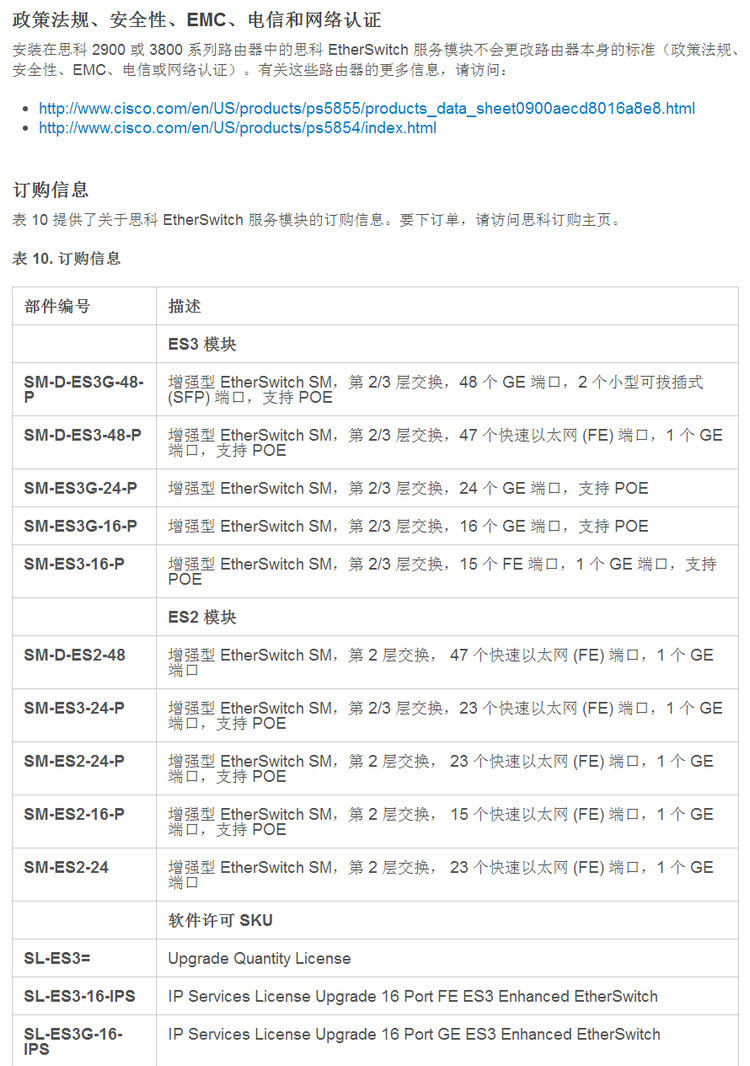 政策法规、安全性、EMC、电信和网络认证
安装在思科 2900 或 3800 系列路由器中的思科 EtherSwitch 服务模块不会更改路由器本身的标准（政策法规、
安全性、EMC、电信或网络认证）。有关这些路由器的更多信息，请访问：
http://www.cisco.com/en/US/products/ps5855/products_data_sheet0900aecd8016a8e8.html
http://www.cisco.com/en/US/products/ps5854/index.html
订购信息
表 10 提供了关于思科 EtherSwitch 服务模块的订购信息。要下订单，请访问思科订购主页。
表 10. 订购信息
部件编号 描述
ES3 模块
SM-D-ES3G-48-
P
增强型 EtherSwitch SM，第 2/3 层交换，48 个 GE 端口，2 个小型可拔插式
(SFP) 端口，支持 POE
SM-D-ES3-48-P 增强型 EtherSwitch SM，第 2/3 层交换，47 个快速以太网 (FE) 端口，1 个 GE
端口，支持 POE
SM-ES3G-24-P 增强型 EtherSwitch SM，第 2/3 层交换，24 个 GE 端口，支持 POE
SM-ES3G-16-P 增强型 EtherSwitch SM，第 2/3 层交换，16 个 GE 端口，支持 POE
SM-ES3-16-P 增强型 EtherSwitch SM，第 2/3 层交换，15 个 FE 端口，1 个 GE 端口，支持
POE
ES2 模块
SM-D-ES2-48 增强型 EtherSwitch SM，第 2 层交换， 47 个快速以太网 (FE) 端口，1 个 GE
端口
SM-ES3-24-P 增强型 EtherSwitch SM，第 2/3 层交换，23 个快速以太网 (FE) 端口，1 个 GE
端口，支持 POE
SM-ES2-24-P 增强型 EtherSwitch SM，第 2 层交换， 23 个快速以太网 (FE) 端口，1 个 GE
端口，支持 POE
SM-ES2-16-P 增强型 EtherSwitch SM，第 2 层交换， 15 个快速以太网 (FE) 端口，1 个 GE
端口，支持 POE
SM-ES2-24 增强型 EtherSwitch SM，第 2 层交换， 23 个快速以太网 (FE) 端口，1 个 GE
端口
软件许可 SKU
SL-ES3= Upgrade Quantity License
SL-ES3-16-IPS IP Services License Upgrade 16 Port FE ES3 Enhanced EtherSwitch
SL-ES3G-16-
IPS
IP Services License Upgrade 16 Port GE ES3 Enhanced EtherSwitch